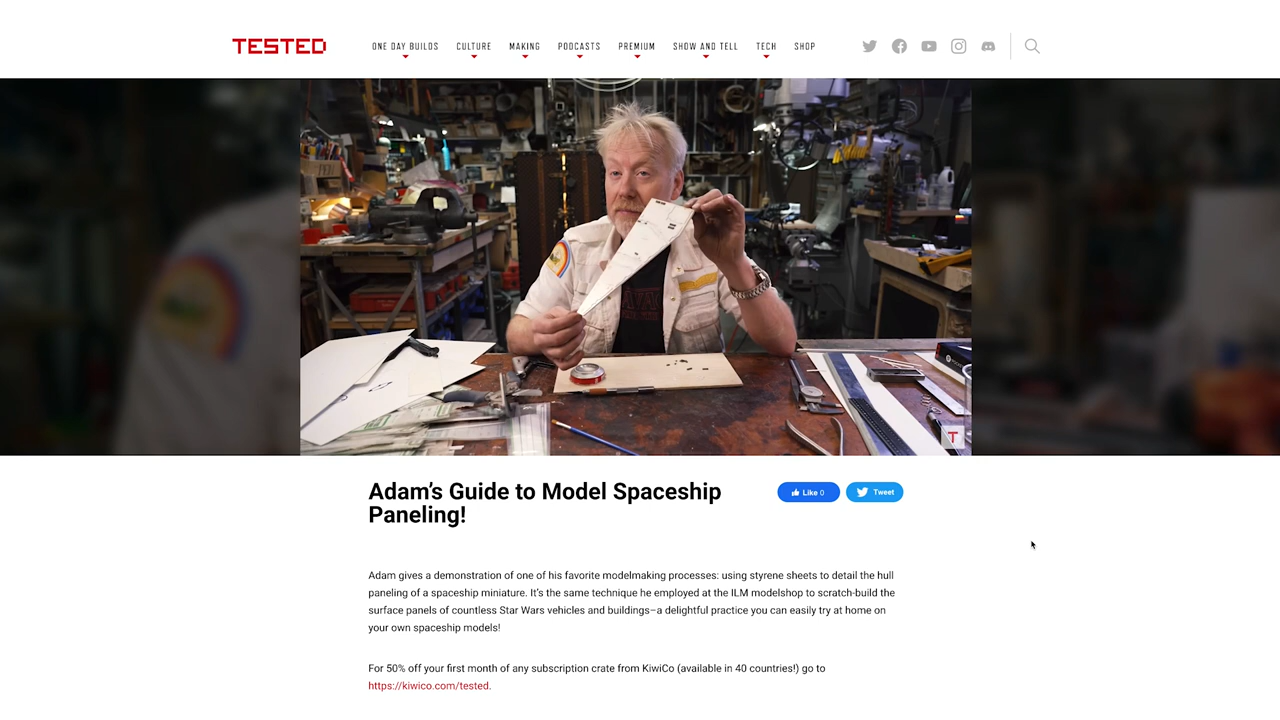 TESTED
ONE DAY BUILDS CULTURE MAKING PODCASTS PREMIUM SHOW AND TELL TECH SHOP
T
Adam's Guide to Model Spaceship
Paneling!
Like 0
Tweet
Adam gives a demonstration of one of his favorite modelmaking processes: using styrene sheets to detail the hull
paneling of a spaceship miniature. It's the same technique he employed at the ILM modelshop to scratch-build the
surface panels of countless Star Wars vehicles and buildings–a delightful practice you can easily try at home on
your own spaceship models!
For 50% off your first month of any subscription crate from KiwiCo (available in 40 countries!) go to
https://kiwico.com/tested.